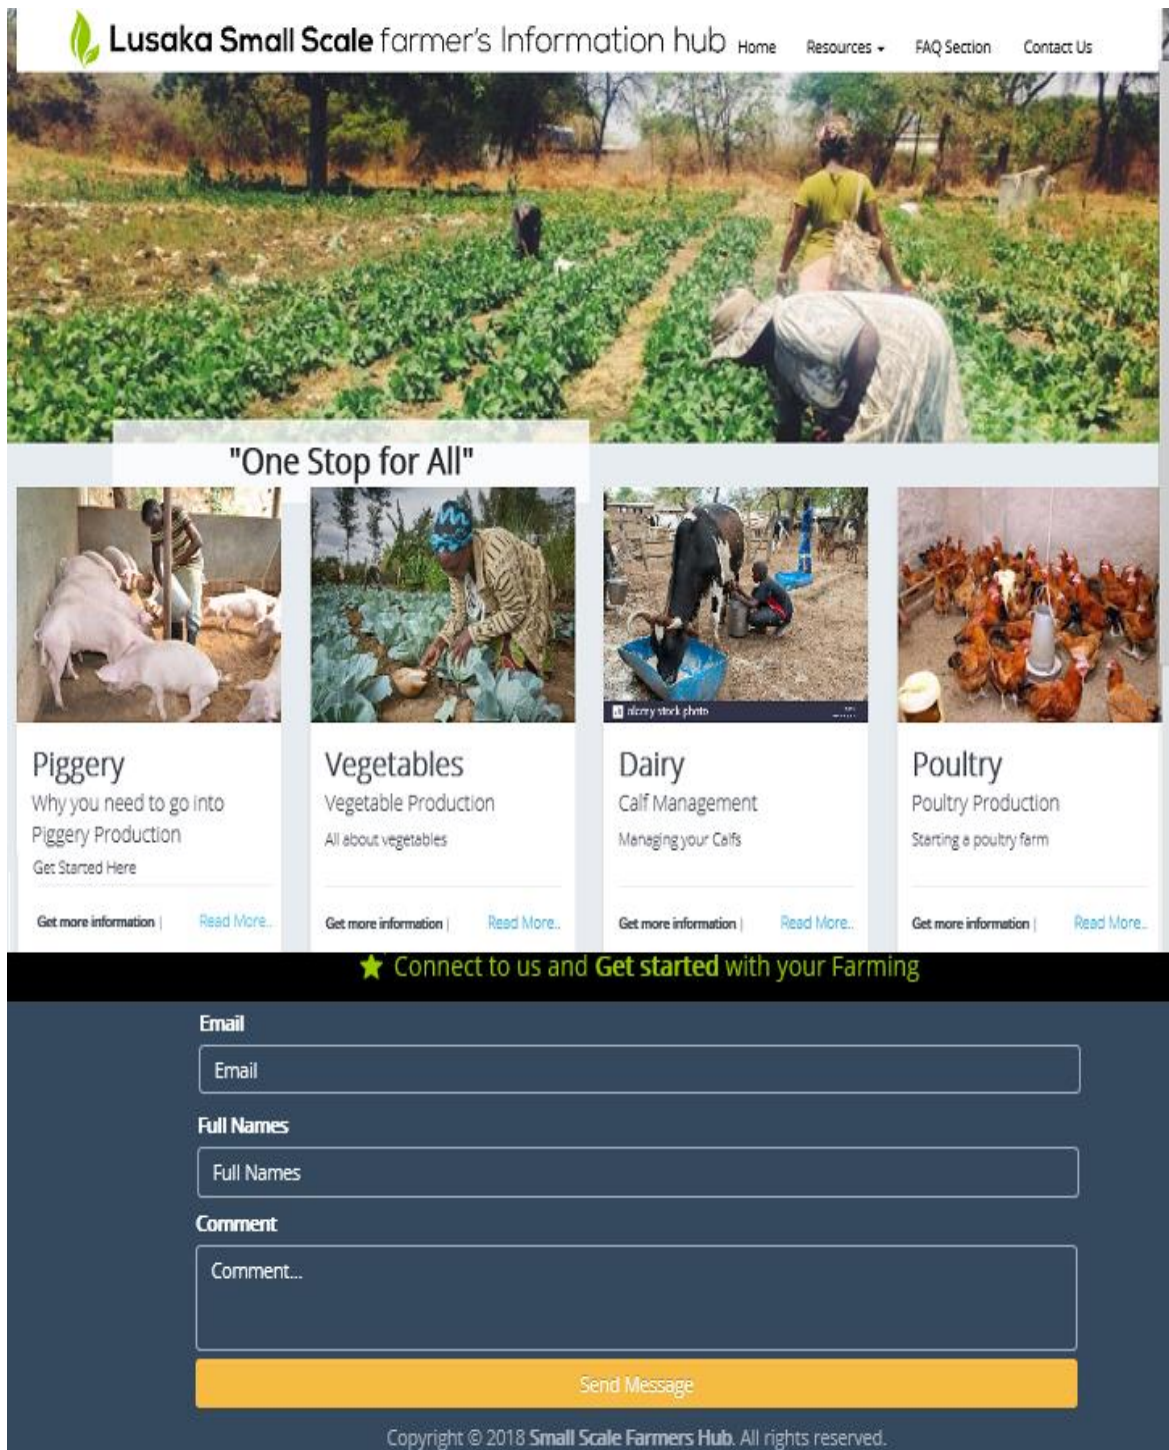 Lusaka Small Scale farmer's Information hub
Home Resources FAQ Section Contact Us
"One Stop for All"
alamy stock photo
Piggery
Why you need to go into
Piggery Production
Get Started Here
Get more information | Read More..
Vegetables
Vegetable Production
All about vegetables
Get more information | Read More..
Dairy
Calf Management
Managing your Calfs
Get more information | Read More..
Poultry
Poultry Production
Starting a poultry farm
Get more information | Read More..
Connect to us and Get started with your Farming
Email
Email
Full Names
Full Names
Comment
Comment...
Send Message
Copyright © 2018 Small Scale Farmers Hub. All rights reserved.